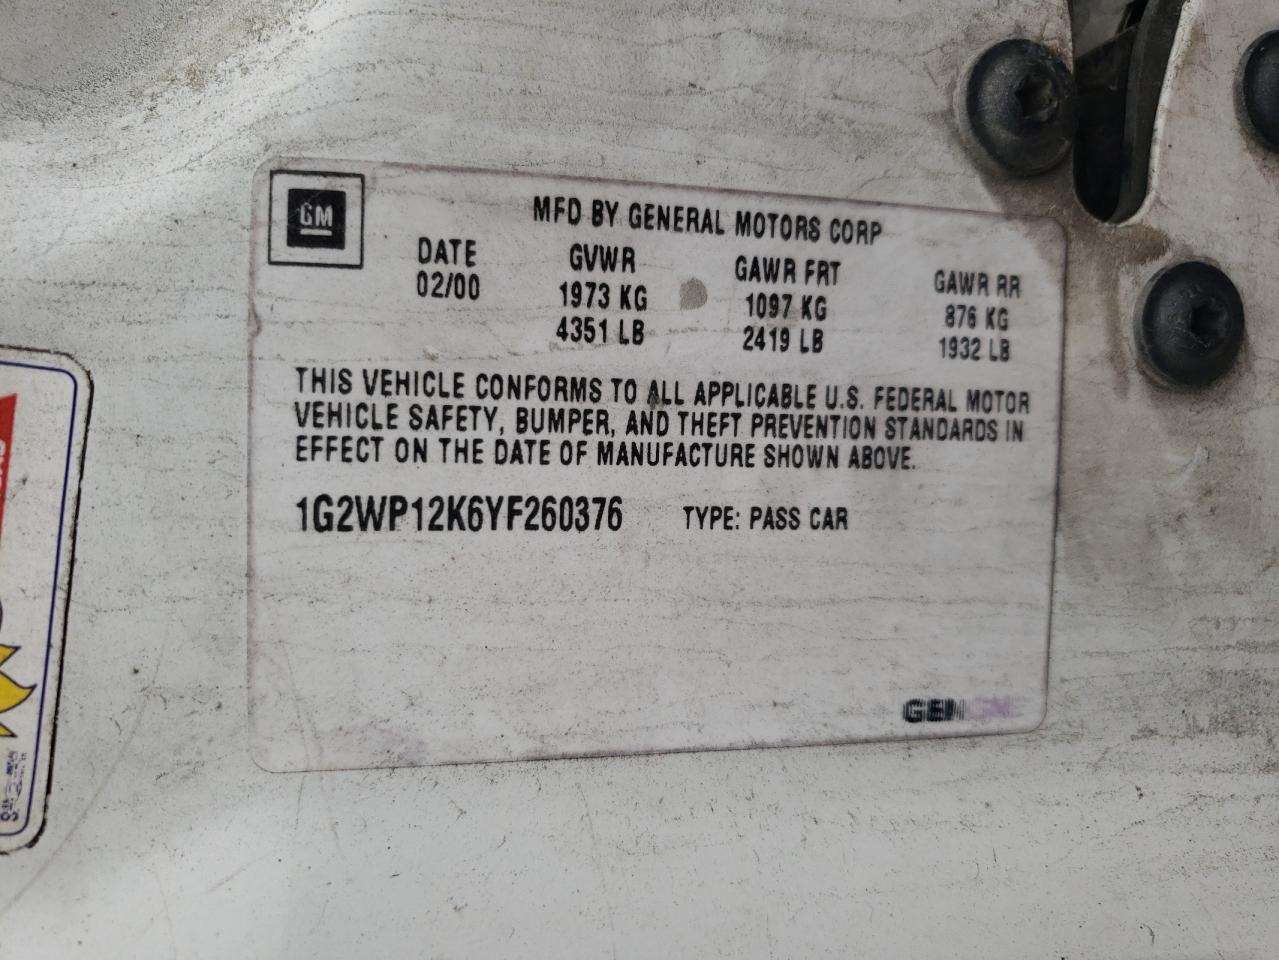 GM
MFD BY GENERAL MOTORS CORP
DATE GVWR GAWR FRT GAWR RR
02/00 1973 KG 1097 KG 876 KG
4351 LB 2419 LB 1932 LB
THIS VEHICLE CONFORMS TO ALL APPLICABLE U.S. FEDERAL MOTOR
VEHICLE SAFETY, BUMPER, AND THEFT PREVENTION STANDARDS IN
EFFECT ON THE DATE OF MANUFACTURE SHOWN ABOVE.
1G2WP12K6YF260376 TYPE: PASS CAR